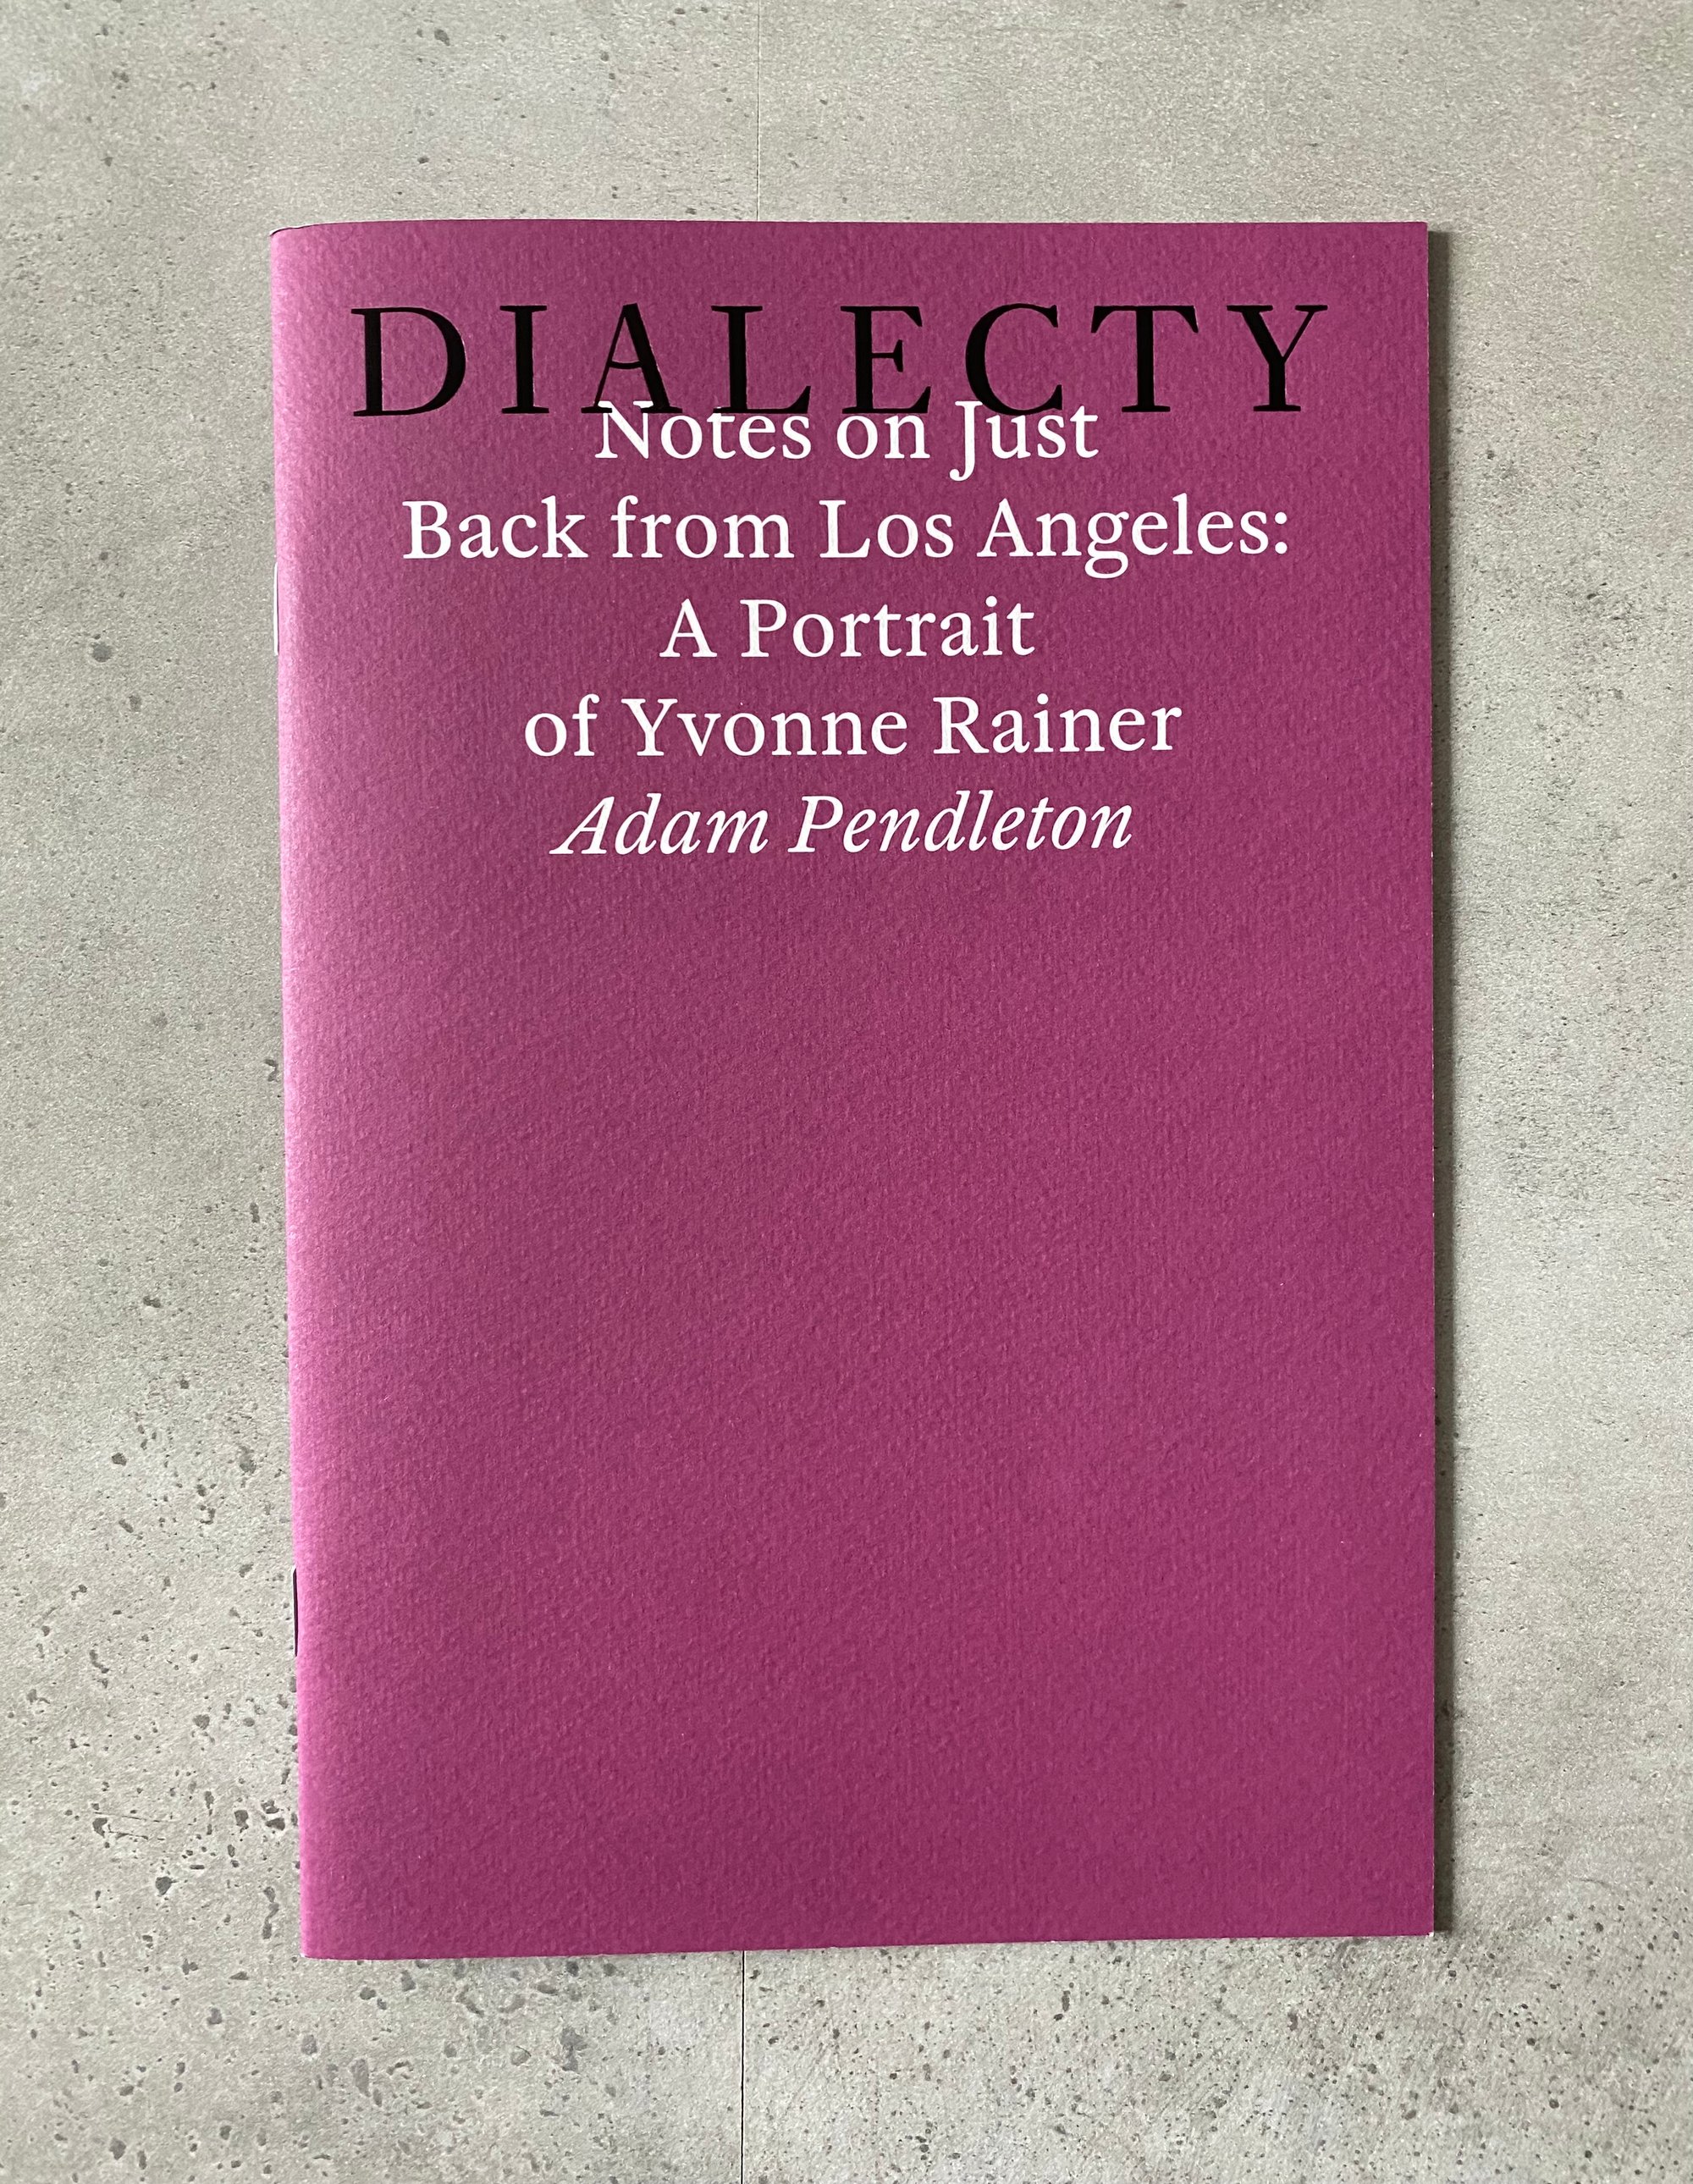 DIALECTY
Notes on Just
Back from Los Angeles:
A Portrait
of Yvonne Rainer
Adam Pendleton